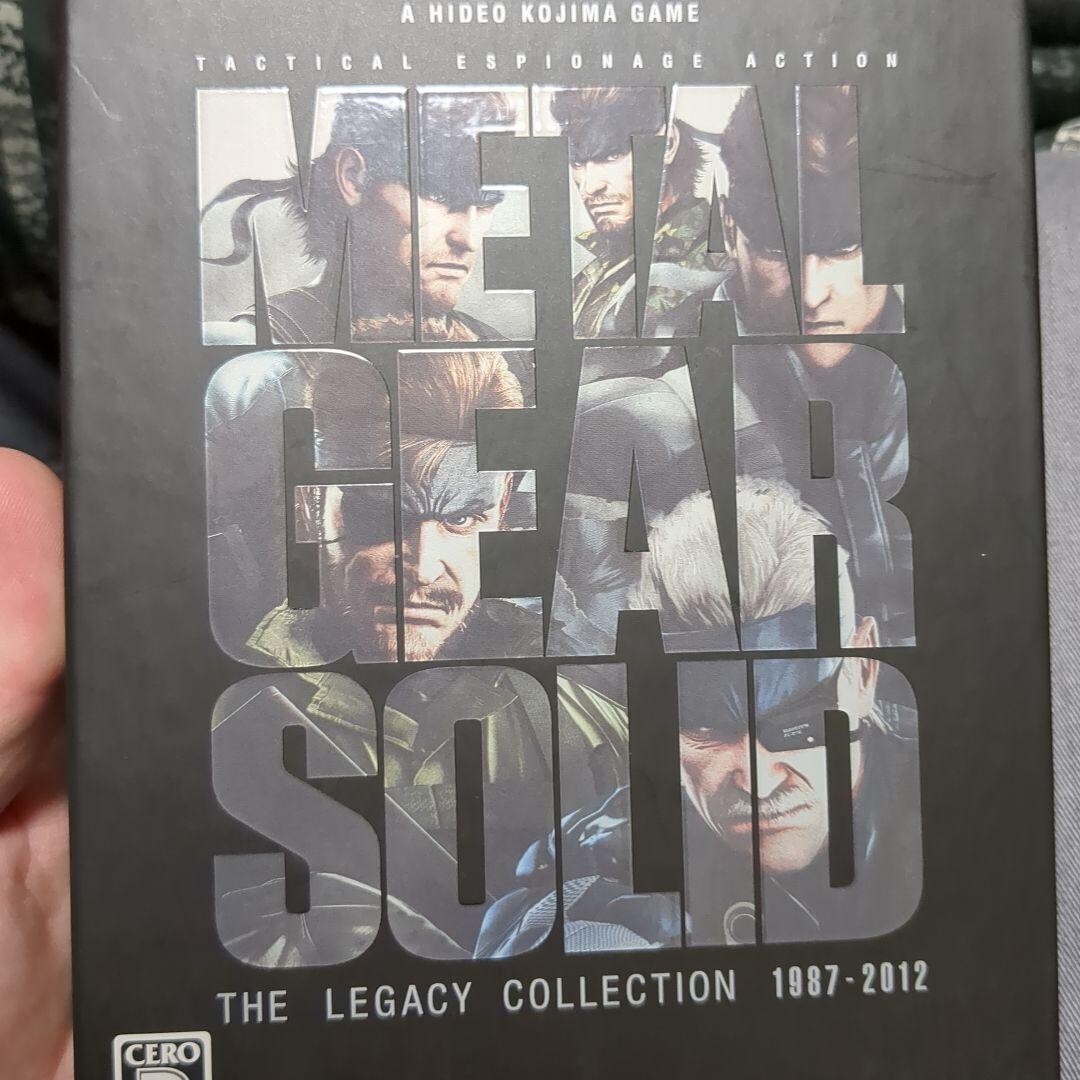 A HIDEO KOJIMA GAME
TACTICAL ESPIONAGE ACTION
METAL
GEAR
SOLID
THE LEGACY COLLECTION 1987-2012
CERO